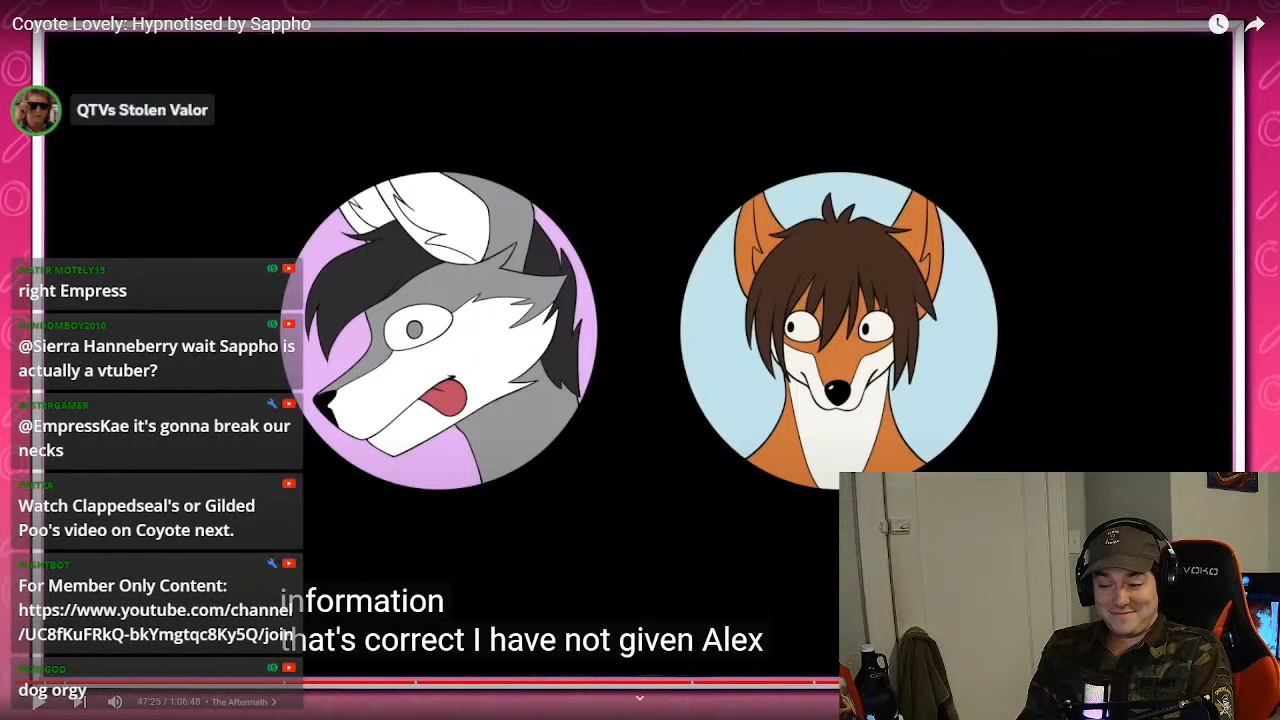 Coyote Lovely: Hypnotised by Sappho
QTVs Stolen Valor
right Empress
RANDOMBOY2010
@Sierra Hanneberry wait Sappho is
actually a vtuber?
@EmpressKae it's gonna break our
necks
Watch Clappedseal's or Gilded
Poo's video on Coyote next.
NIGHTBOT
For Member Only Content:
https://www.youtube.com/channel
/UC8fKuFRkQ-bkYmgtqc8Ky5Q/join
dog orgy
information
that's correct I have not given Alex
47:25 / 1:06:48 • The Aftermath >
VOKO